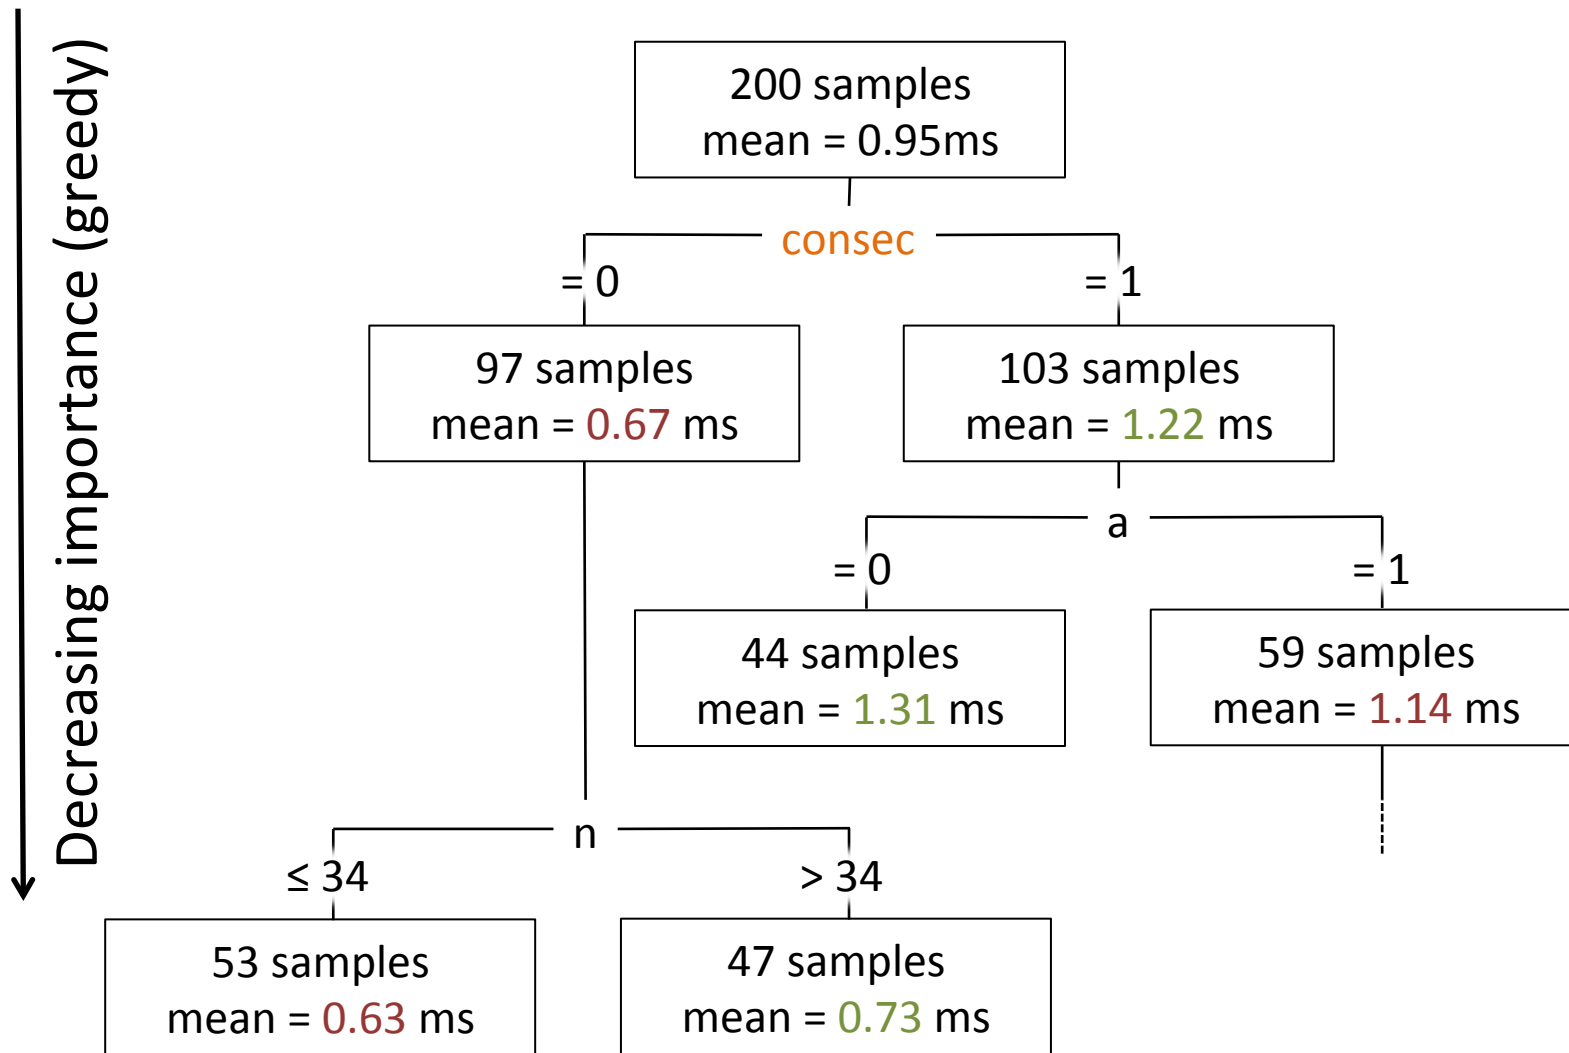 Decreasing importance (greedy)
200 samples
mean = 0.95ms
consec
= 0
= 1
97 samples
mean = 0.67 ms
103 samples
mean = 1.22 ms
a
= 0
= 1
44 samples
mean = 1.31 ms
59 samples
mean = 1.14 ms
n
≤ 34
> 34
53 samples
mean = 0.63 ms
47 samples
mean = 0.73 ms